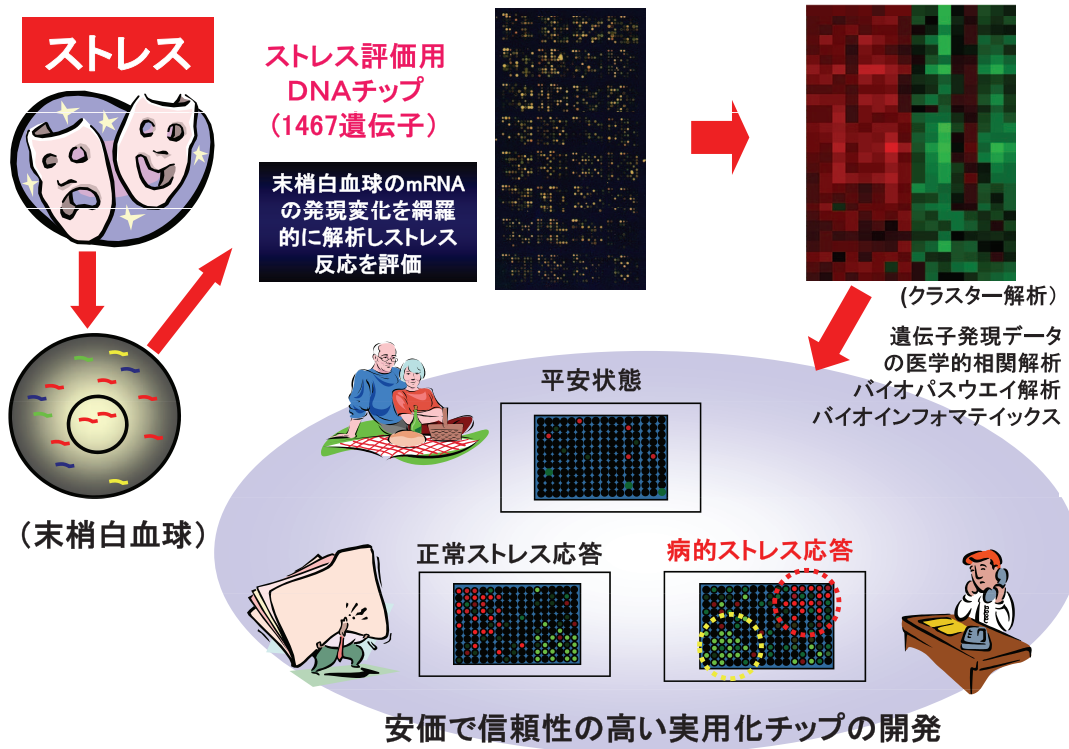 ストレス
ストレス評価用
DNAチップ
（1467遺伝子）
末梢白血球のmRNA
の発現変化を網羅
的に解析しストレス
反応を評価
（末梢白血球）
(クラスター解析）
遺伝子発現データ
の医学的相関解析
バイオパスウエイ解析
バイオインフォマテイックス
平安状態
正常ストレス応答
病的ストレス応答
安価で信頼性の高い実用化チップの開発